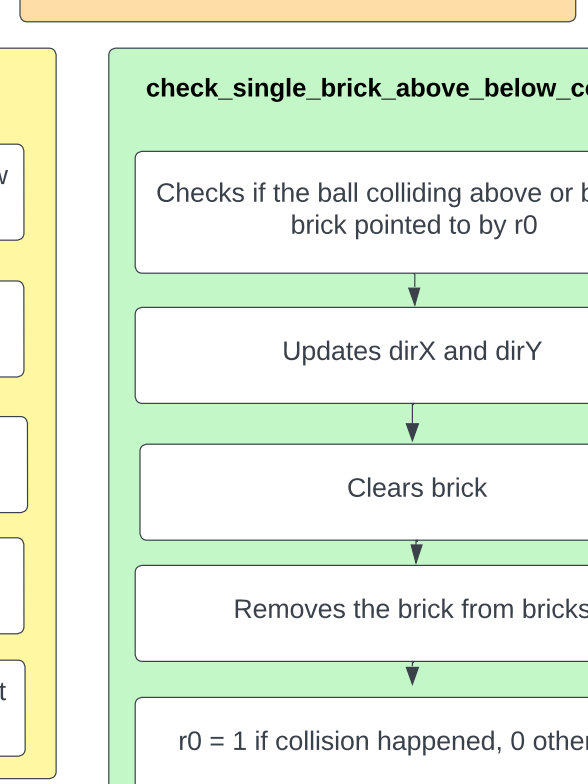 check_single_brick_above_below_c
w
Checks if the ball colliding above or b
brick pointed to by r0
Updates dirX and dirY
Clears brick
Removes the brick from bricks
t
r0 = 1 if collision happened, 0 other